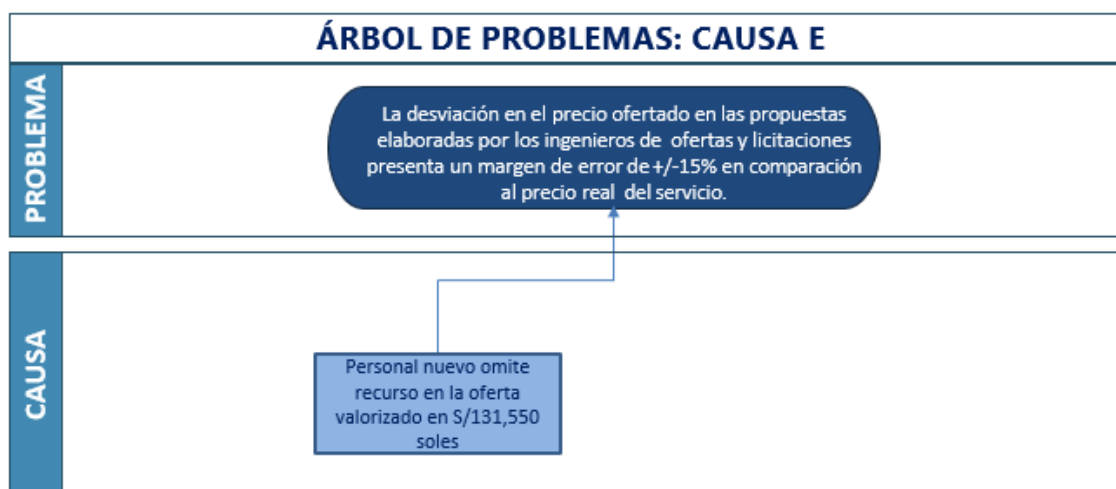 ÁRBOL DE PROBLEMAS: CAUSA E
PROBLEMA
La desviación en el precio ofertado en las propuestas
elaboradas por los ingenieros de ofertas y licitaciones
presenta un margen de error de +/-15% en comparación
al precio real del servicio.
CAUSA
Personal nuevo omite
recurso en la oferta
valorizado en S/131,550
soles